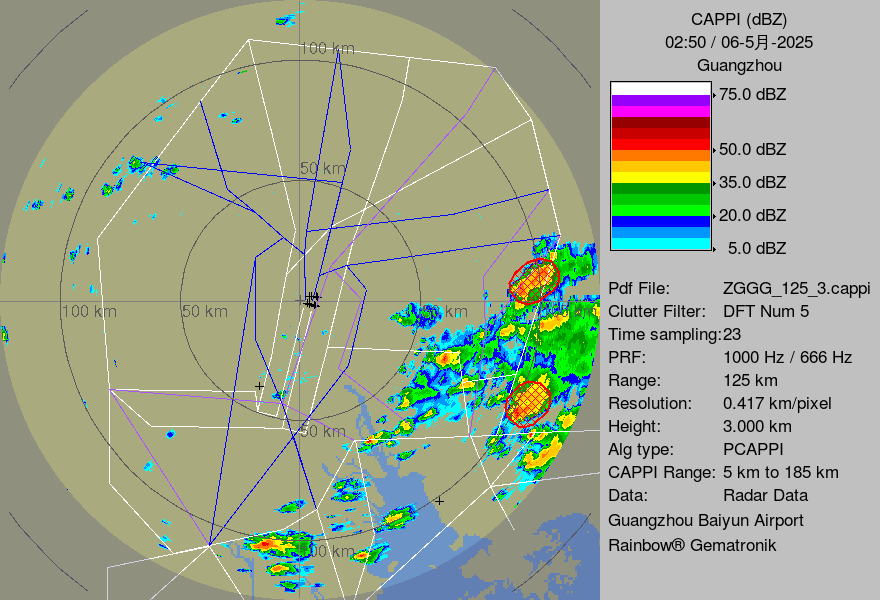 CAPPI (dBZ)
02:50 / 06-5月-2025
Guangzhou
75.0 dBZ
50.0 dBZ
35.0 dBZ
20.0 dBZ
5.0 dBZ
Pdf File: ZGGG_125_3.cappi
Clutter Filter: DFT Num 5
Time sampling:23
PRF: 1000 Hz / 666 Hz
Range: 125 km
Resolution: 0.417 km/pixel
Height: 3.000 km
Alg type: PCAPPI
CAPPI Range: 5 km to 185 km
Data: Radar Data
Guangzhou Baiyun Airport
Rainbow® Gematronik
100 km
50 km
100 km
50 km
km
50 km
km